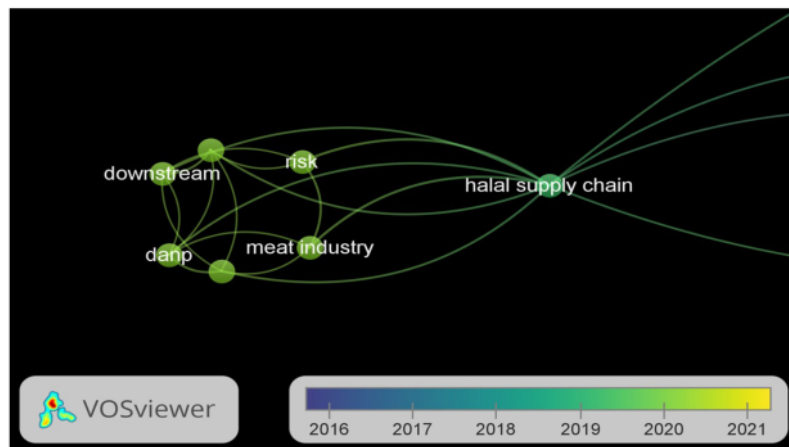 risk
downstream
halal supply chain
danp
meat industry
VOSviewer
2016 2017 2018 2019 2020 2021